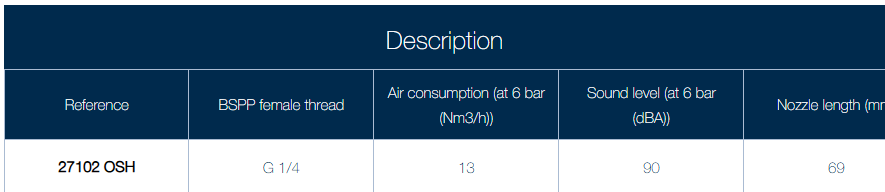 Description
Reference
BSPP female thread
Air consumption (at 6 bar
(Nm3/h))
Sound level (at 6 bar
(dBA))
Nozzle length (m
27102 OSH
G 1/4
13
90
69